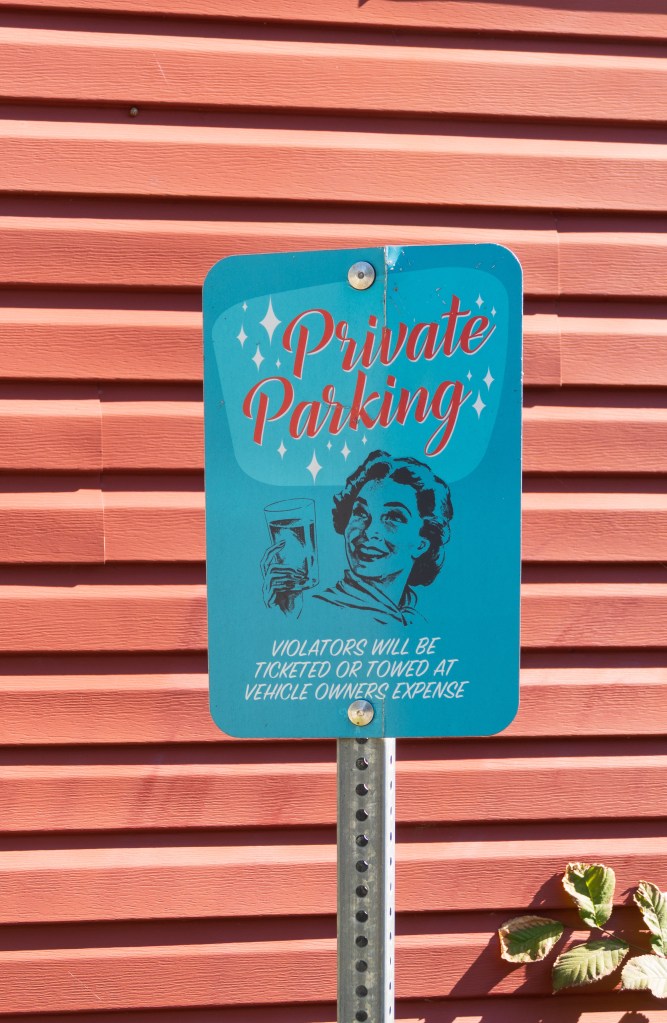 Private
Parking
VIOLATORS WILL BE
TICKETED OR TOWED AT
VEHICLE OWNERS EXPENSE